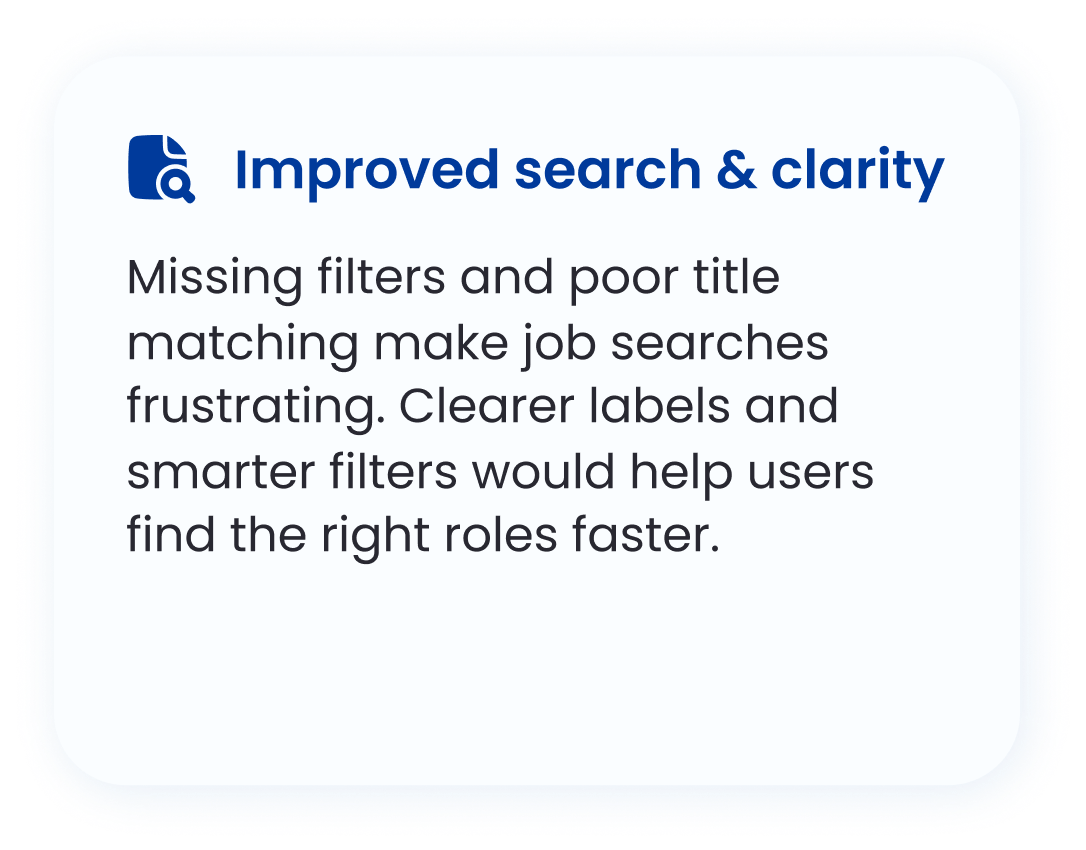 Improved search & clarity
Missing filters and poor title
matching make job searches
frustrating. Clearer labels and
smarter filters would help users
find the right roles faster.